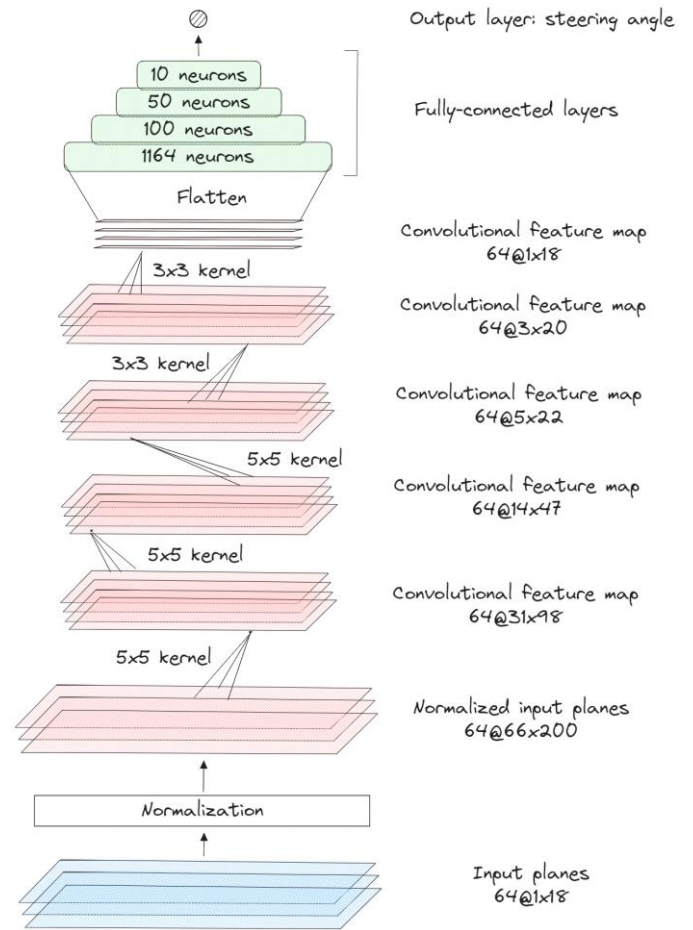 Output layer: steering angle
10 neurons
50 neurons
100 neurons
1164 neurons
Fully-connected layers
Flatten
Convolutional feature map
64@1x18
3x3 kernel
Convolutional feature map
64@3x20
3x3 kernel
Convolutional feature map
64@5x22
5x5 kernel
Convolutional feature map
64@14x47
5x5 kernel
Convolutional feature map
64@31x98
5x5 kernel
Normalized input planes
64@66x200
Normalization
Input planes
64@1x18